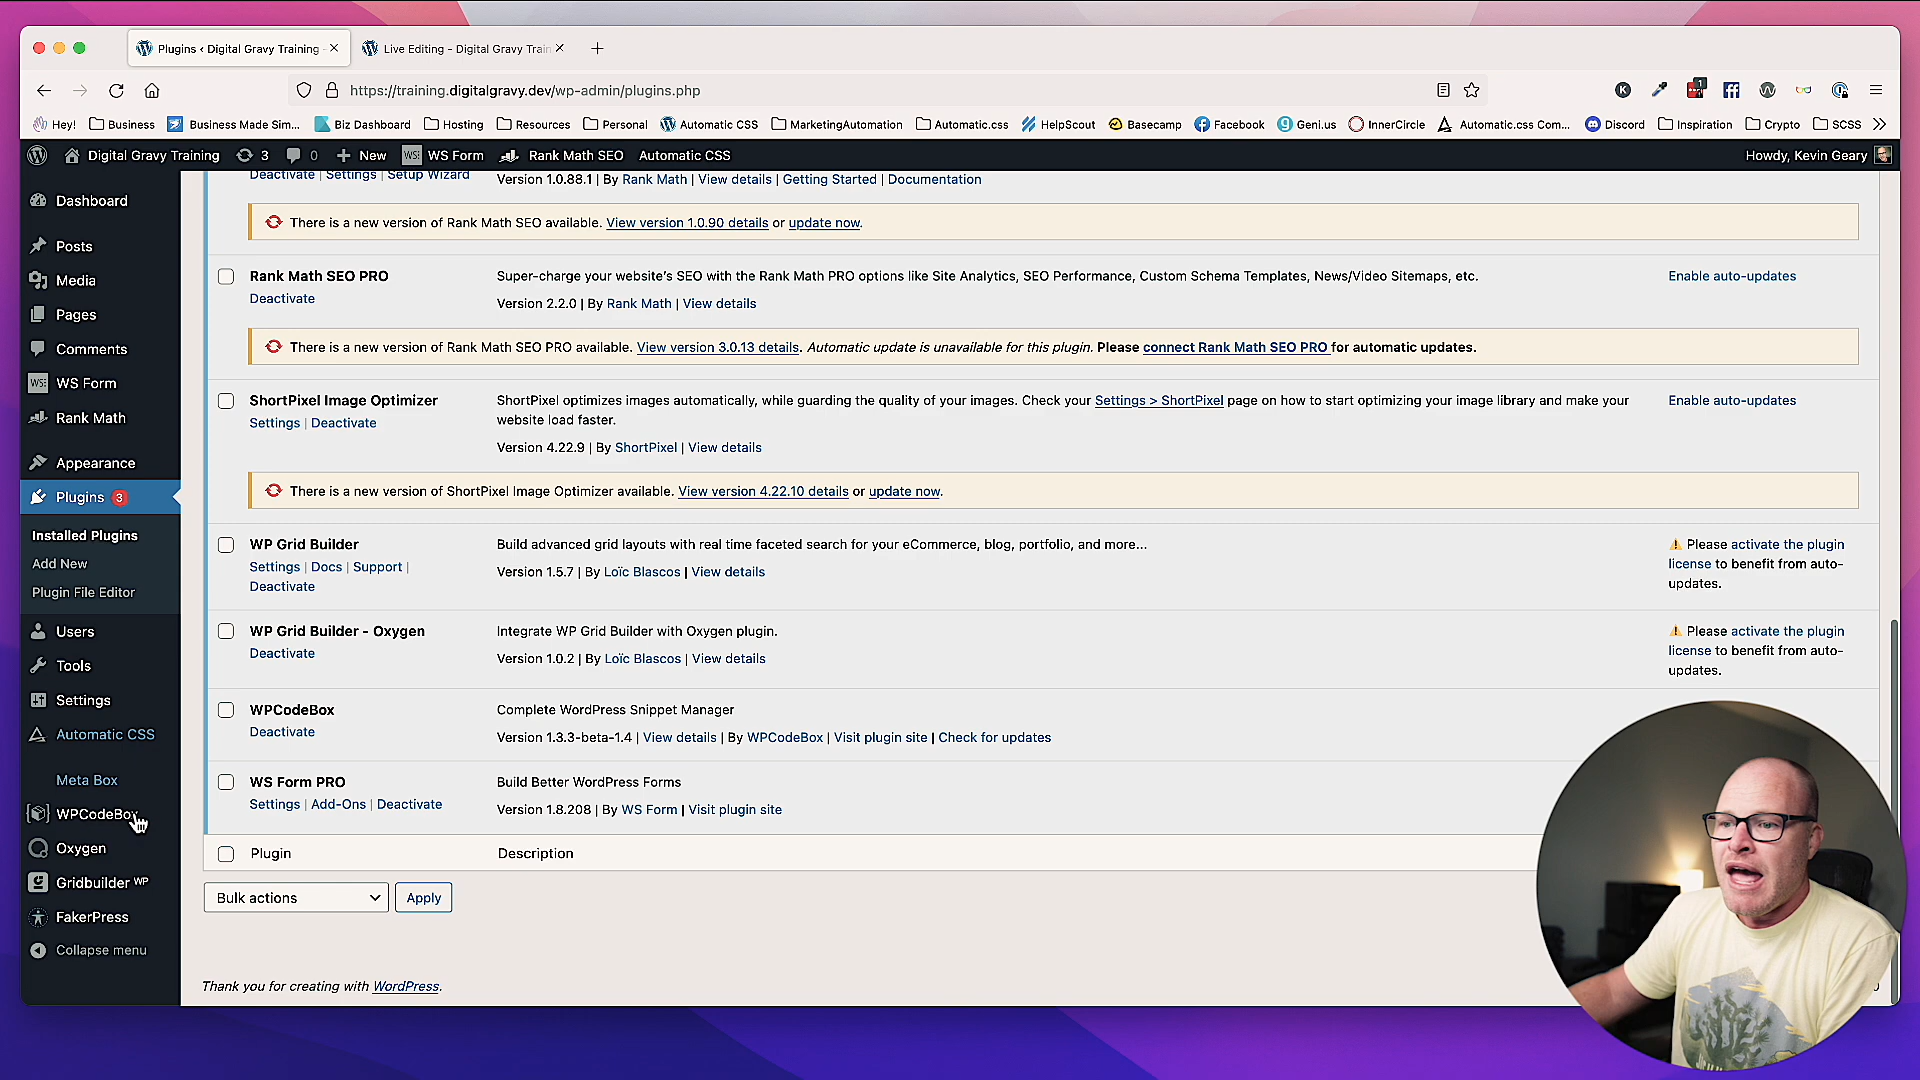 Plugins ‹ Digital Gravy Training
Live Editing - Digital Gravy Train
https://training.digitalgravy.dev/wp-admin/plugins.php
K
1
Hey!
Business
Business Made Sim...
Biz Dashboard
Hosting
Resources
Personal
Automatic CSS
MarketingAutomation
Automatic.css
HelpScout
Basecamp
Facebook
Geni.us
InnerCircle
Automatic.css Com...
Discord
Inspiration
Crypto
SCSS
Digital Gravy Training
3
0
New
WS Form
Rank Math SEO
Automatic CSS
Howdy, Kevin Geary
Dashboard
Posts
Media
Pages
Comments
WS Form
Rank Math
Appearance
Plugins 3
Installed Plugins
Add New
Plugin File Editor
Users
Tools
Settings
Automatic CSS
Meta Box
WPCodeBox
Oxygen
Gridbuilder WP
FakerPress
Collapse menu
Deactivate | Settings | Setup Wizard
Version 1.0.88.1 | By Rank Math | View details | Getting Started | Documentation
There is a new version of Rank Math SEO available. View version 1.0.90 details or update now.
Rank Math SEO PRO
Deactivate
Super-charge your website's SEO with the Rank Math PRO options like Site Analytics, SEO Performance, Custom Schema Templates, News/Video Sitemaps, etc.
Version 2.2.0 | By Rank Math | View details
Enable auto-updates
There is a new version of Rank Math SEO PRO available. View version 3.0.13 details. Automatic update is unavailable for this plugin. Please connect Rank Math SEO PRO for automatic updates.
ShortPixel Image Optimizer
Settings | Deactivate
ShortPixel optimizes images automatically, while guarding the quality of your images. Check your Settings > ShortPixel page on how to start optimizing your image library and make your
website load faster.
Version 4.22.9 | By ShortPixel | View details
Enable auto-updates
There is a new version of ShortPixel Image Optimizer available. View version 4.22.10 details or update now.
WP Grid Builder
Settings | Docs | Support |
Deactivate
Build advanced grid layouts with real time faceted search for your eCommerce, blog, portfolio, and more...
Version 1.5.7 | By Loïc Blascos | View details
Please activate the plugin
license to benefit from auto-
updates.
WP Grid Builder - Oxygen
Deactivate
Integrate WP Grid Builder with Oxygen plugin.
Version 1.0.2 | By Loïc Blascos | View details
Please activate the plugin
license to benefit from auto-
updates.
WPCodeBox
Deactivate
Complete WordPress Snippet Manager
Version 1.3.3-beta-1.4 | View details | By WPCodeBox | Visit plugin site | Check for updates
WS Form PRO
Settings | Add-Ons | Deactivate
Build Better WordPress Forms
Version 1.8.208 | By WS Form | Visit plugin site
Plugin
Description
Bulk actions
Apply
Thank you for creating with WordPress.